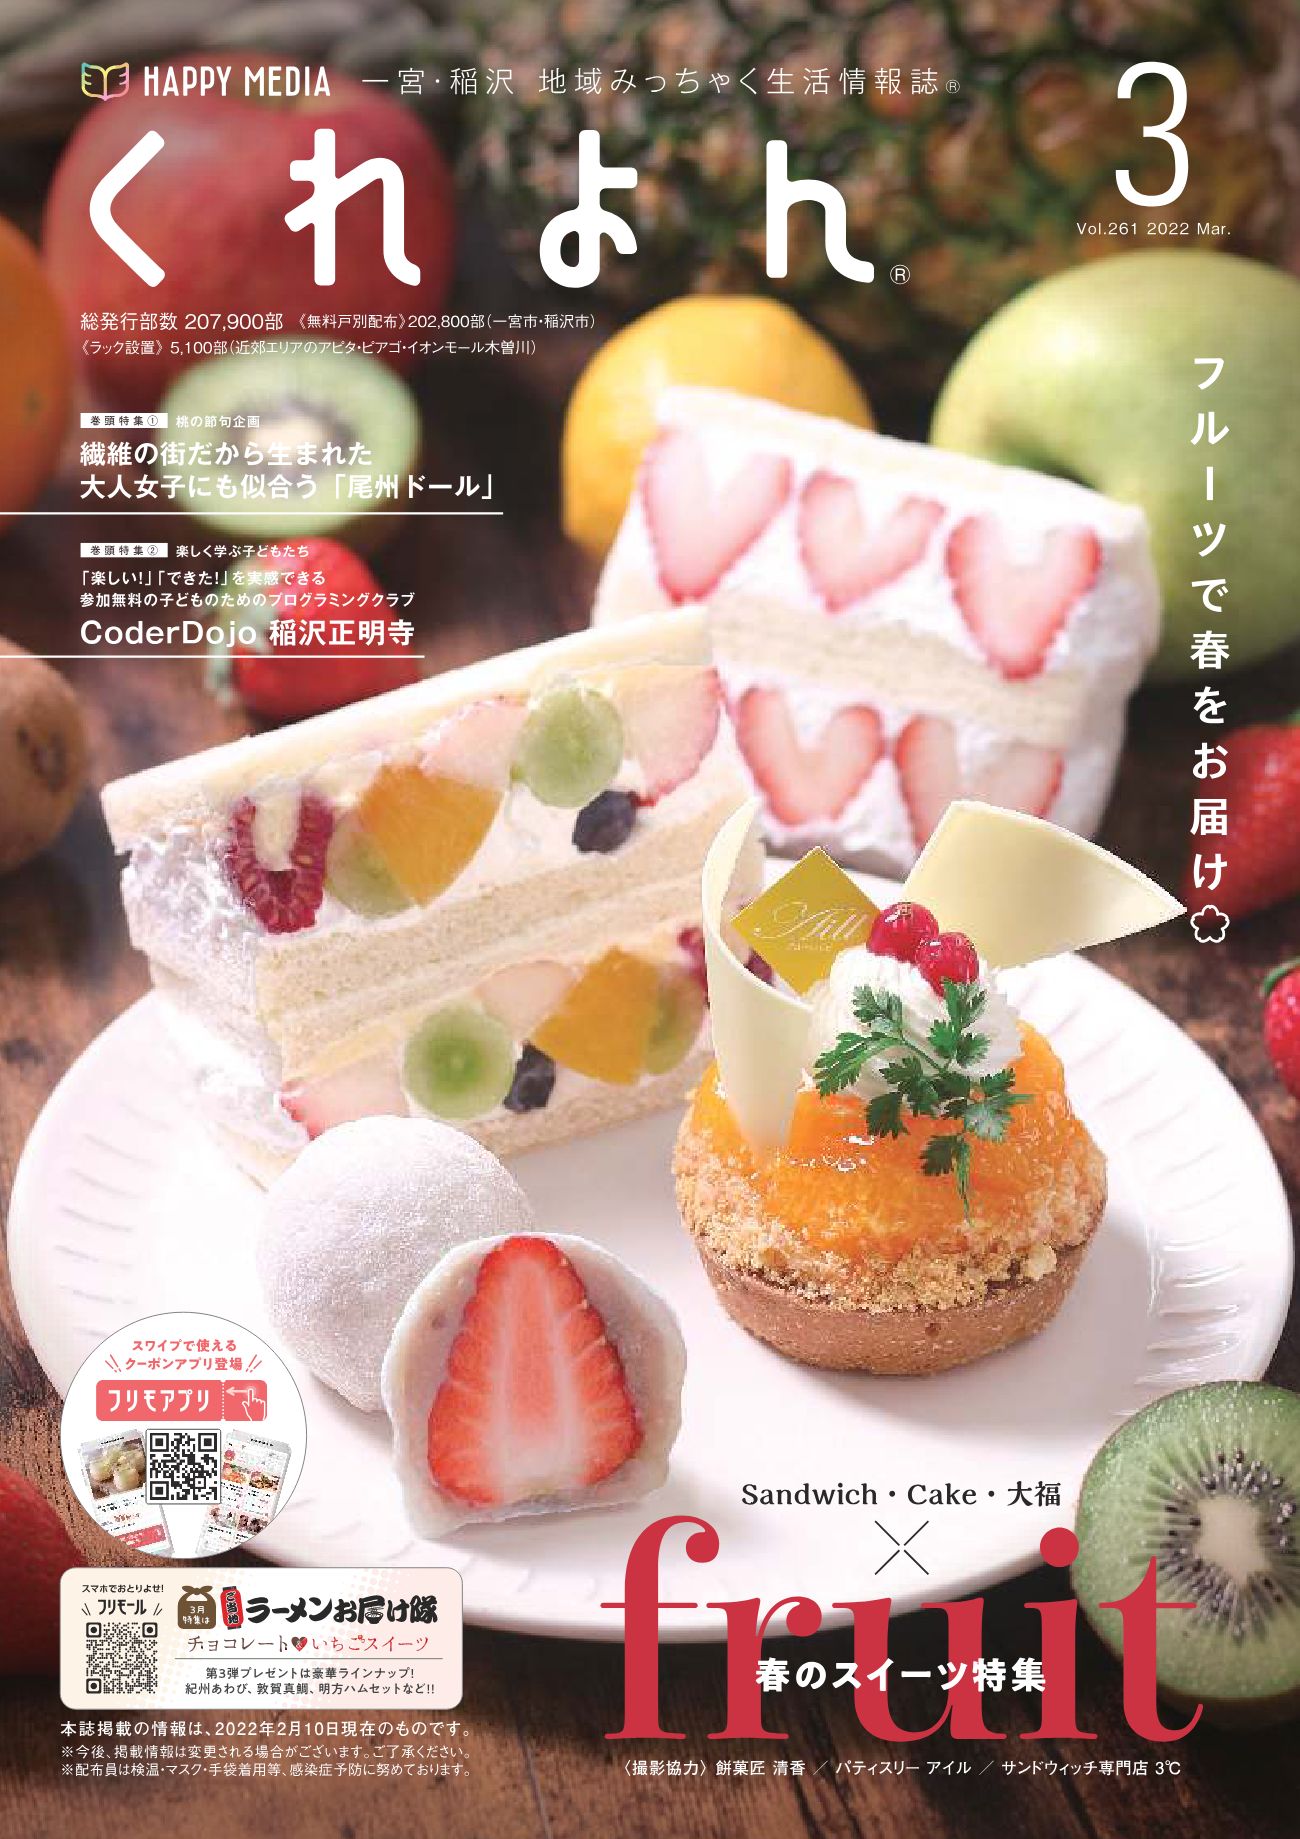 HAPPY MEDIA 一宮・稲沢 地域みっちゃく生活情報誌®
くれよん®
3
Vol.261 2022 Mar.
総発行部数 207,900部 《無料戸別配布》202,800部(一宮市・稲沢市)
《ラック設置》 5,100部(近郊エリアのアピタ・ピアゴ・イオンモール木曽川)
巻頭特集① 桃の節句企画
繊維の街だから生まれた
大人女子にも似合う「尾州ドール」
巻頭特集② 楽しく学ぶ子どもたち
「楽しい!」「できた!」を実感できる
参加無料の子どものためのプログラミングクラブ
CoderDojo 稲沢正明寺
フルーツで春をお届け
スワイプで使える
クーポンアプリ登場
フリモアプリ
スマホでおとりよせ!
フリモール
3月
特集は
ご当地
ラーメンお届け隊
チョコレート いちごスイーツ
第3弾プレゼントは豪華ラインナップ!
紀州あわび、敦賀真鯛、明方ハムセットなど!!
本誌掲載の情報は、2022年2月10日現在のものです。
※今後、掲載情報は変更される場合がございます。ご了承ください。
※配布員は検温・マスク・手袋着用等、感染症予防に努めております。
Sandwich・Cake・大福
×
fruit
春のスイーツ特集
〈撮影協力〉 餅菓匠 清香 ／ パティスリー アイル ／ サンドウィッチ専門店 3℃